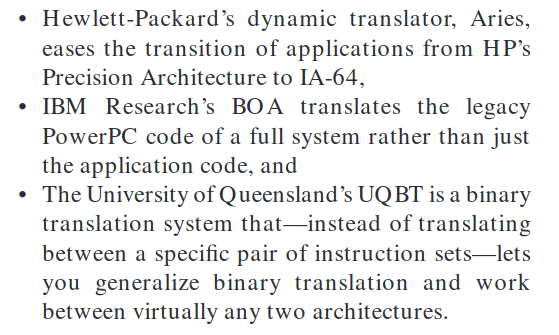 • Hewlett-Packard’s dynamic translator, Aries,
eases the transition of applications from HP’s
Precision Architecture to IA-64,
• IBM Research’s BOA translates the legacy
PowerPC code of a full system rather than just
the application code, and
• The University of Queensland’s UQBT is a binary
translation system that—instead of translating
between a specific pair of instruction sets—lets
you generalize binary translation and work
between virtually any two architectures.